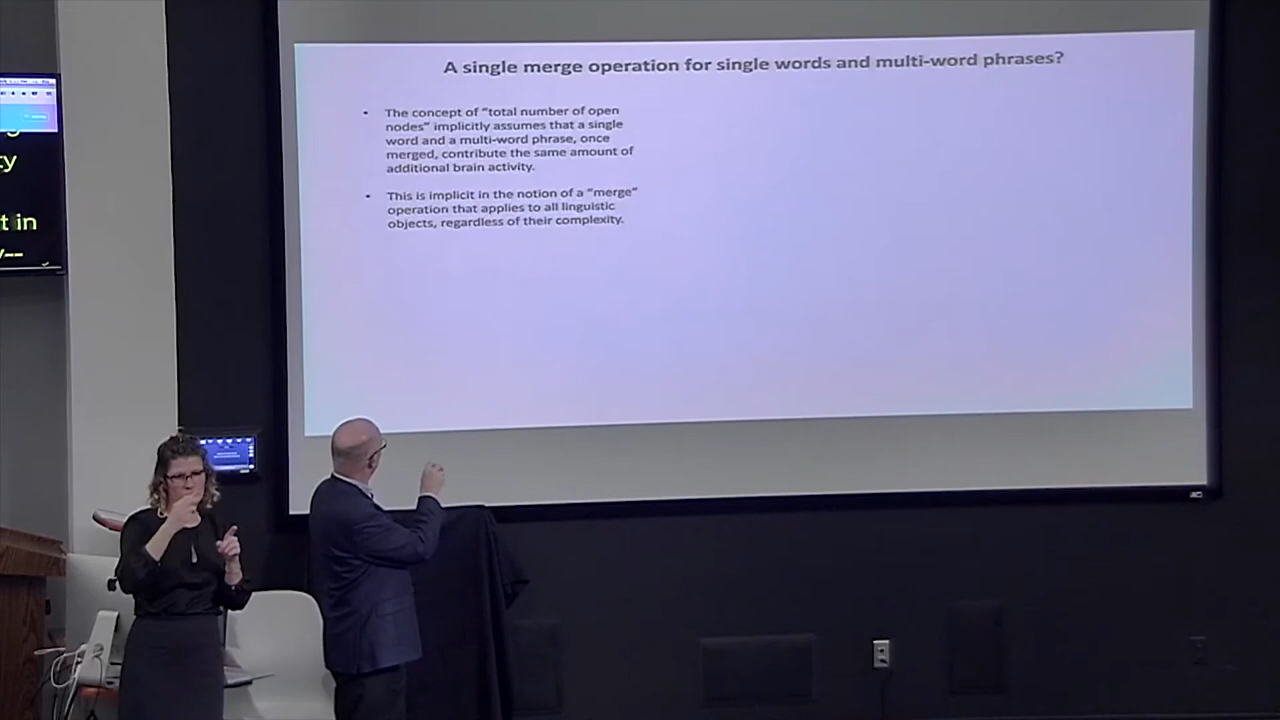 A single merge operation for single words and multi-word phrases?
• The concept of "total number of open
nodes" implicitly assumes that a single
word and a multi-word phrase, once
merged, contribute the same amount of
additional brain activity.
• This is implicit in the notion of a "merge"
operation that applies to all linguistic
objects, regardless of their complexity.
ty
t in
y--